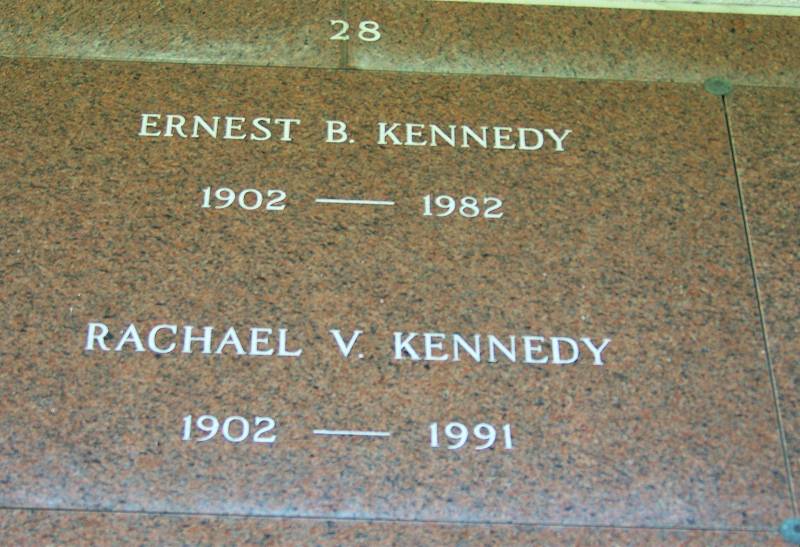 28
ERNEST B. KENNEDY
1902 — 1982
RACHAEL V. KENNEDY
1902 — 1991